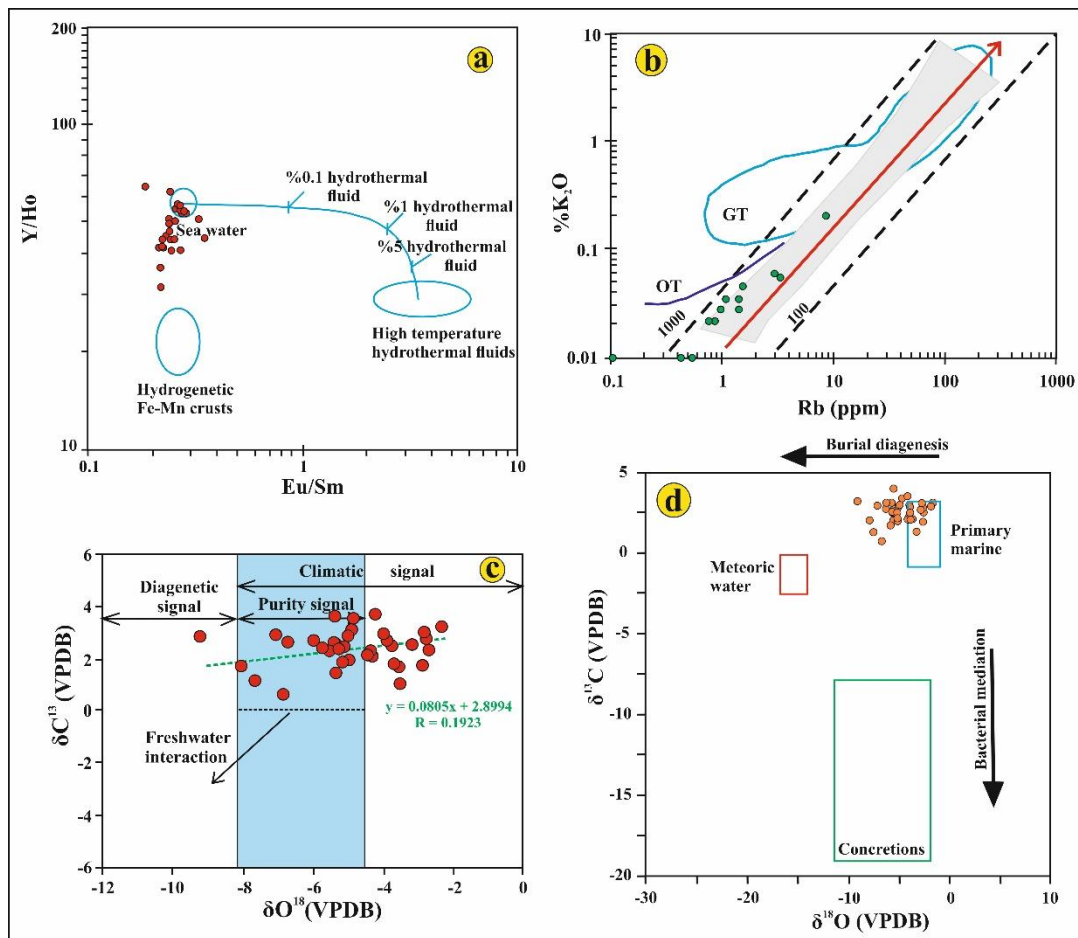 a
200
100
10
Y/Ho
%0.1 hydrothermal
fluid
%1 hydrothermal
fluid
%5 hydrothermal
fluid
Sea water
High temperature
hydrothermal fluids
Hydrogenetic
Fe-Mn crusts
0.1
1
10
Eu/Sm
b
10
1
0.1
0.01
%K₂O
GT
OT
1000
100
0.1
1
10
100
1000
Rb (ppm)
c
6
4
2
0
-2
-4
-6
δC¹³ (VPDB)
Climatic signal
Diagenetic
signal
Purity signal
y = 0.0805x + 2.8994
R = 0.1923
Freshwater
interaction
-12
-10
-8
-6
-4
-2
0
δO¹⁸(VPDB)
Burial diagenesis
d
5
0
-5
-10
-15
-20
δ¹³C (VPDB)
Primary
marine
Meteoric
water
Bacterial mediation
Concretions
-30
-20
-10
0
10
δ¹⁸O (VPDB)